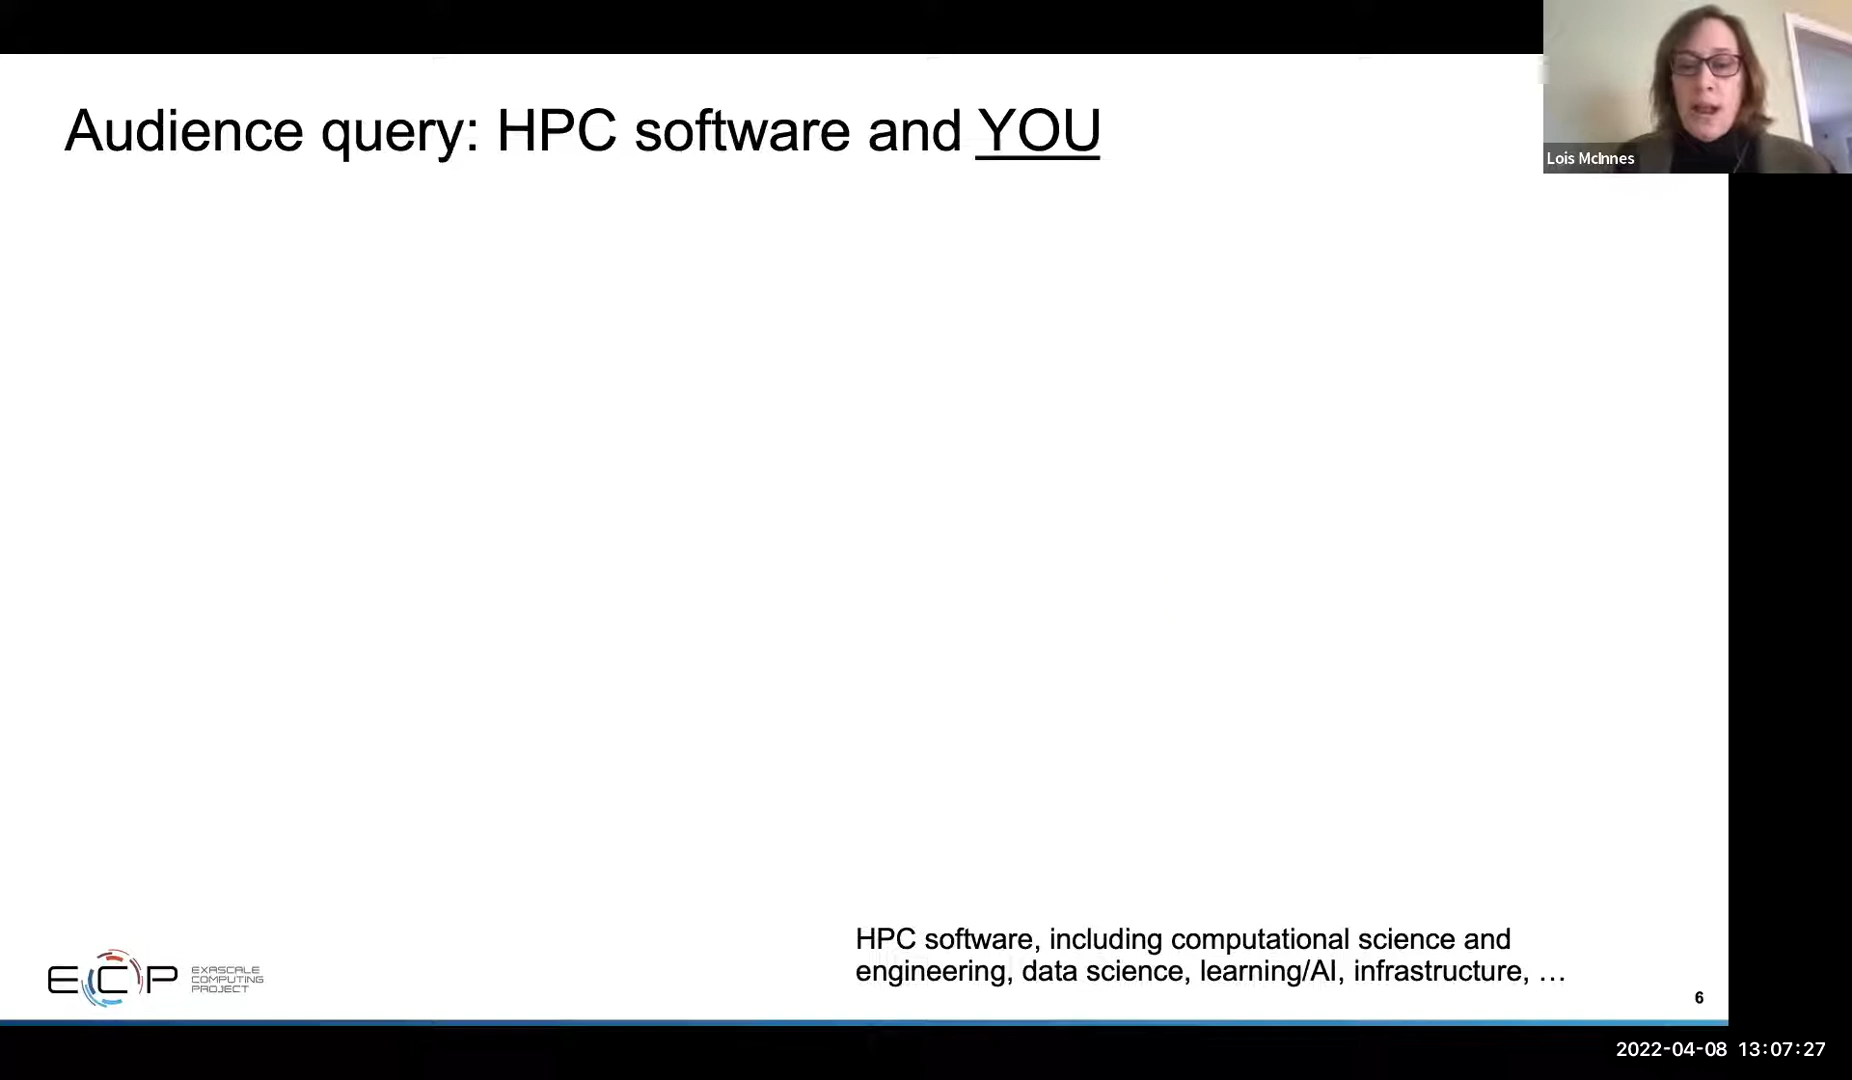 Audience query: HPC software and YOU
Lois McInnes
HPC software, including computational science and
engineering, data science, learning/AI, infrastructure, …
ECP
EXASCALE
COMPUTING
PROJECT
6
2022-04-08 13:07:27